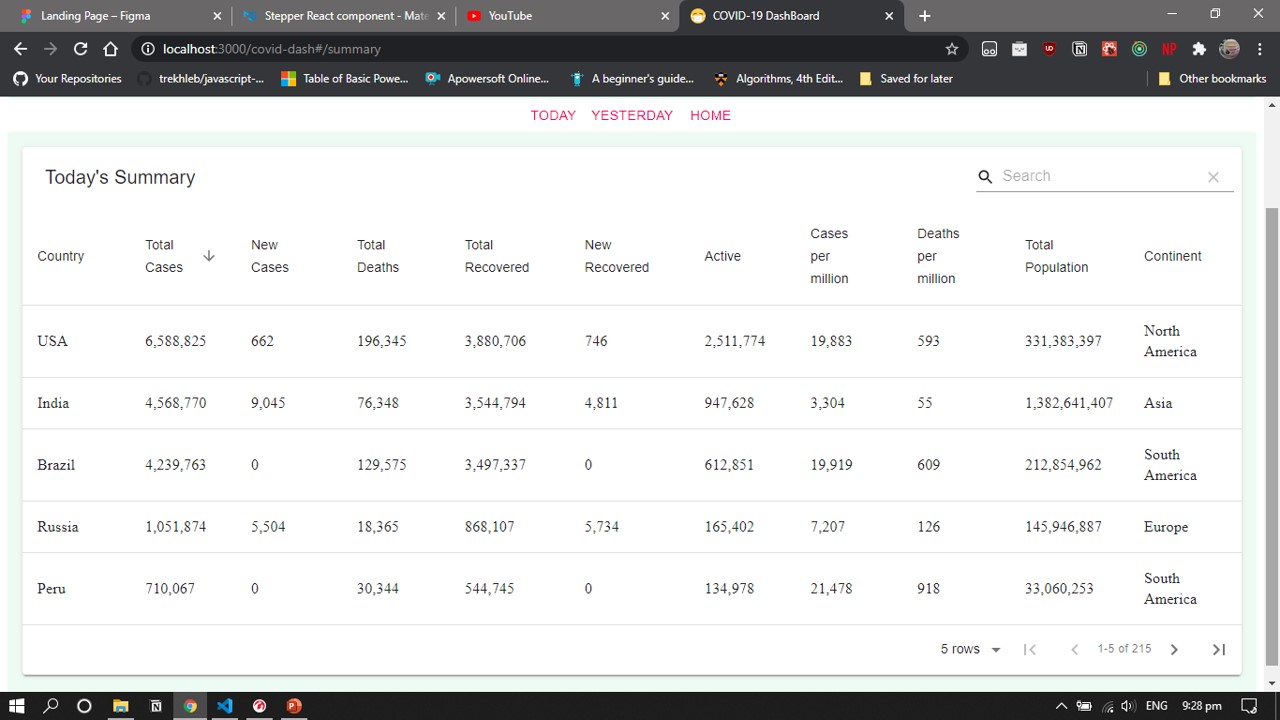 Landing Page – Figma
Stepper React component - Mate
YouTube
COVID-19 DashBoard
localhost:3000/covid-dash#/summary
Your Repositories
trekhleb/javascript-...
Table of Basic Powe...
Apowersoft Online...
A beginner's guide...
Algorithms, 4th Edit...
Saved for later
Other bookmarks
TODAY YESTERDAY HOME
Today's Summary
Search
Country
Total
Cases
New
Cases
Total
Deaths
Total
Recovered
New
Recovered
Active
Cases
per
million
Deaths
per
million
Total
Population
Continent
USA 6,588,825 662 196,345 3,880,706 746 2,511,774 19,883 593 331,383,397 North
America
India 4,568,770 9,045 76,348 3,544,794 4,811 947,628 3,304 55 1,382,641,407 Asia
Brazil 4,239,763 0 129,575 3,497,337 0 612,851 19,919 609 212,854,962 South
America
Russia 1,051,874 5,504 18,365 868,107 5,734 165,402 7,207 126 145,946,887 Europe
Peru 710,067 0 30,344 544,745 0 134,978 21,478 918 33,060,253 South
America
5 rows 1-5 of 215
ENG 9:28 pm